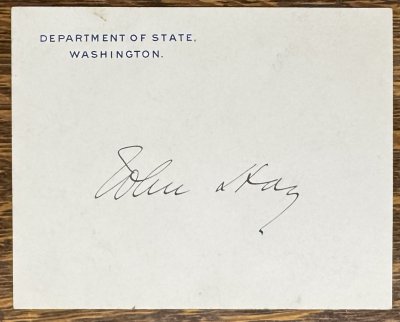 DEPARTMENT OF STATE,
WASHINGTON.
John Hay